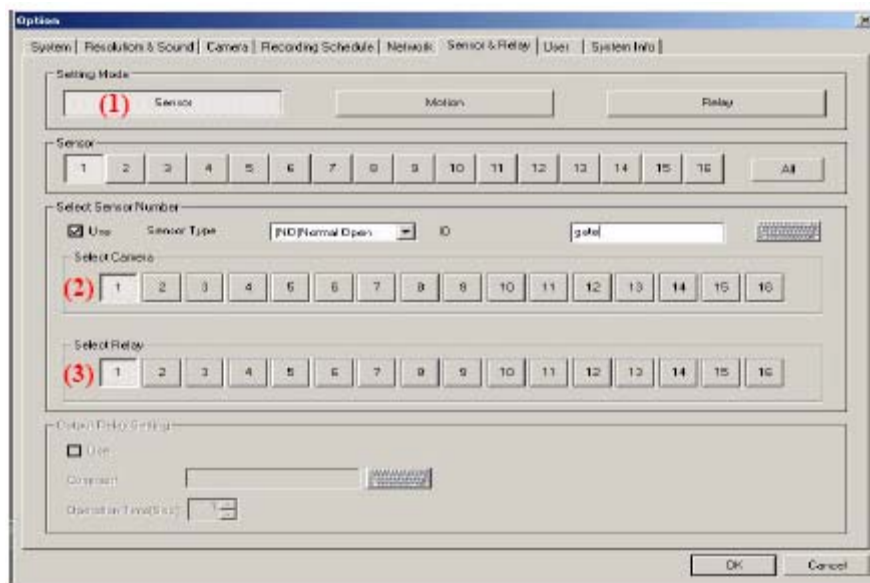 Option
System Resolution & Sound Camera Recording Schedule Network Sensor & Relay User System Info
Setting Mode
(1) Sensor Motion Relay
Sensor
1 2 3 4 5 6 7 8 9 10 11 12 13 14 15 16 All
Select Sensor Number
Use Sensor Type [NO]Normal Open ID gate
Select Camera
(2) 1 2 3 4 5 6 7 8 9 10 11 12 13 14 15 16
Select Relay
(3) 1 2 3 4 5 6 7 8 9 10 11 12 13 14 15 16
Output Relay Setting
Use
Comment
Operation Time(Sec)
OK Cancel